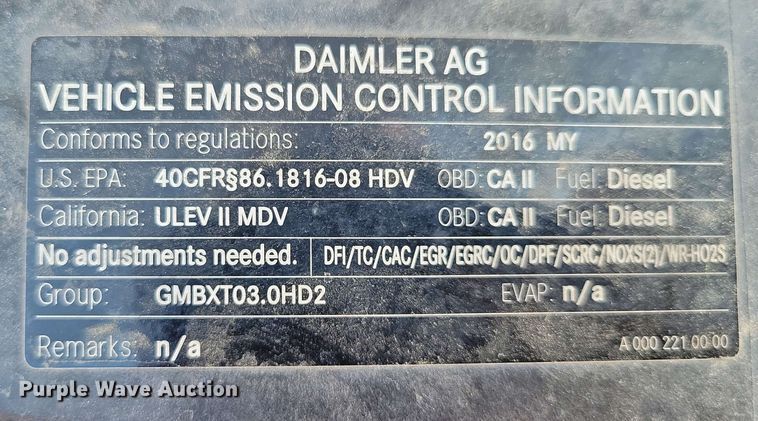 DAIMLER AG
VEHICLE EMISSION CONTROL INFORMATION
Conforms to regulations: 2016 MY
U.S. EPA: 40CFR§86.1816-08 HDV OBD: CA II Fuel: Diesel
California: ULEV II MDV OBD: CA II Fuel: Diesel
No adjustments needed. DFI/TC/CAC/EGR/EGRC/OC/DPF/SCRC/NOXS(2)/WR-HO2S
Group: GMBXT03.0HD2 EVAP: n/a
Remarks: n/a A 000 221 00 00
Purple Wave Auction